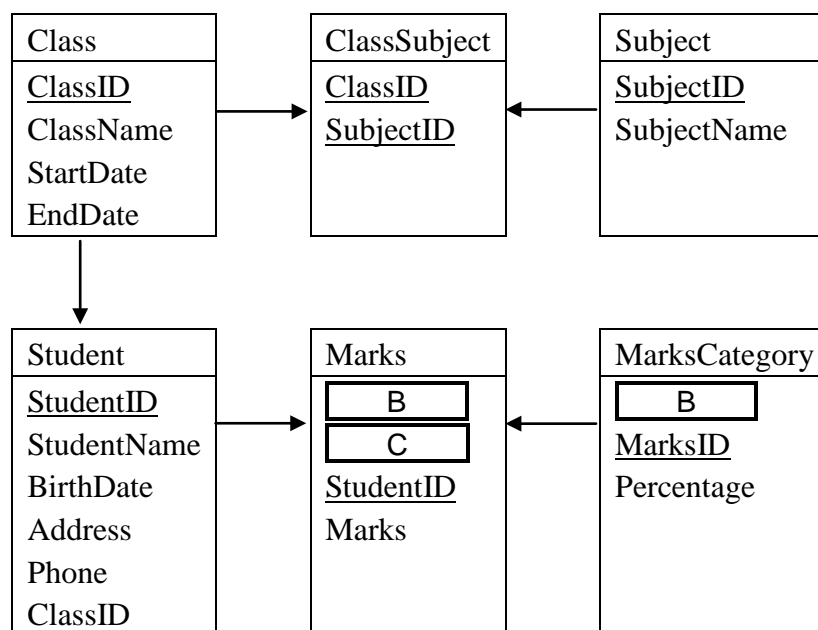 Class
ClassID
ClassName
StartDate
EndDate
ClassSubject
ClassID
SubjectID
Subject
SubjectID
SubjectName
Student
StudentID
StudentName
BirthDate
Address
Phone
ClassID
Marks
B
C
StudentID
Marks
MarksCategory
B
MarksID
Percentage